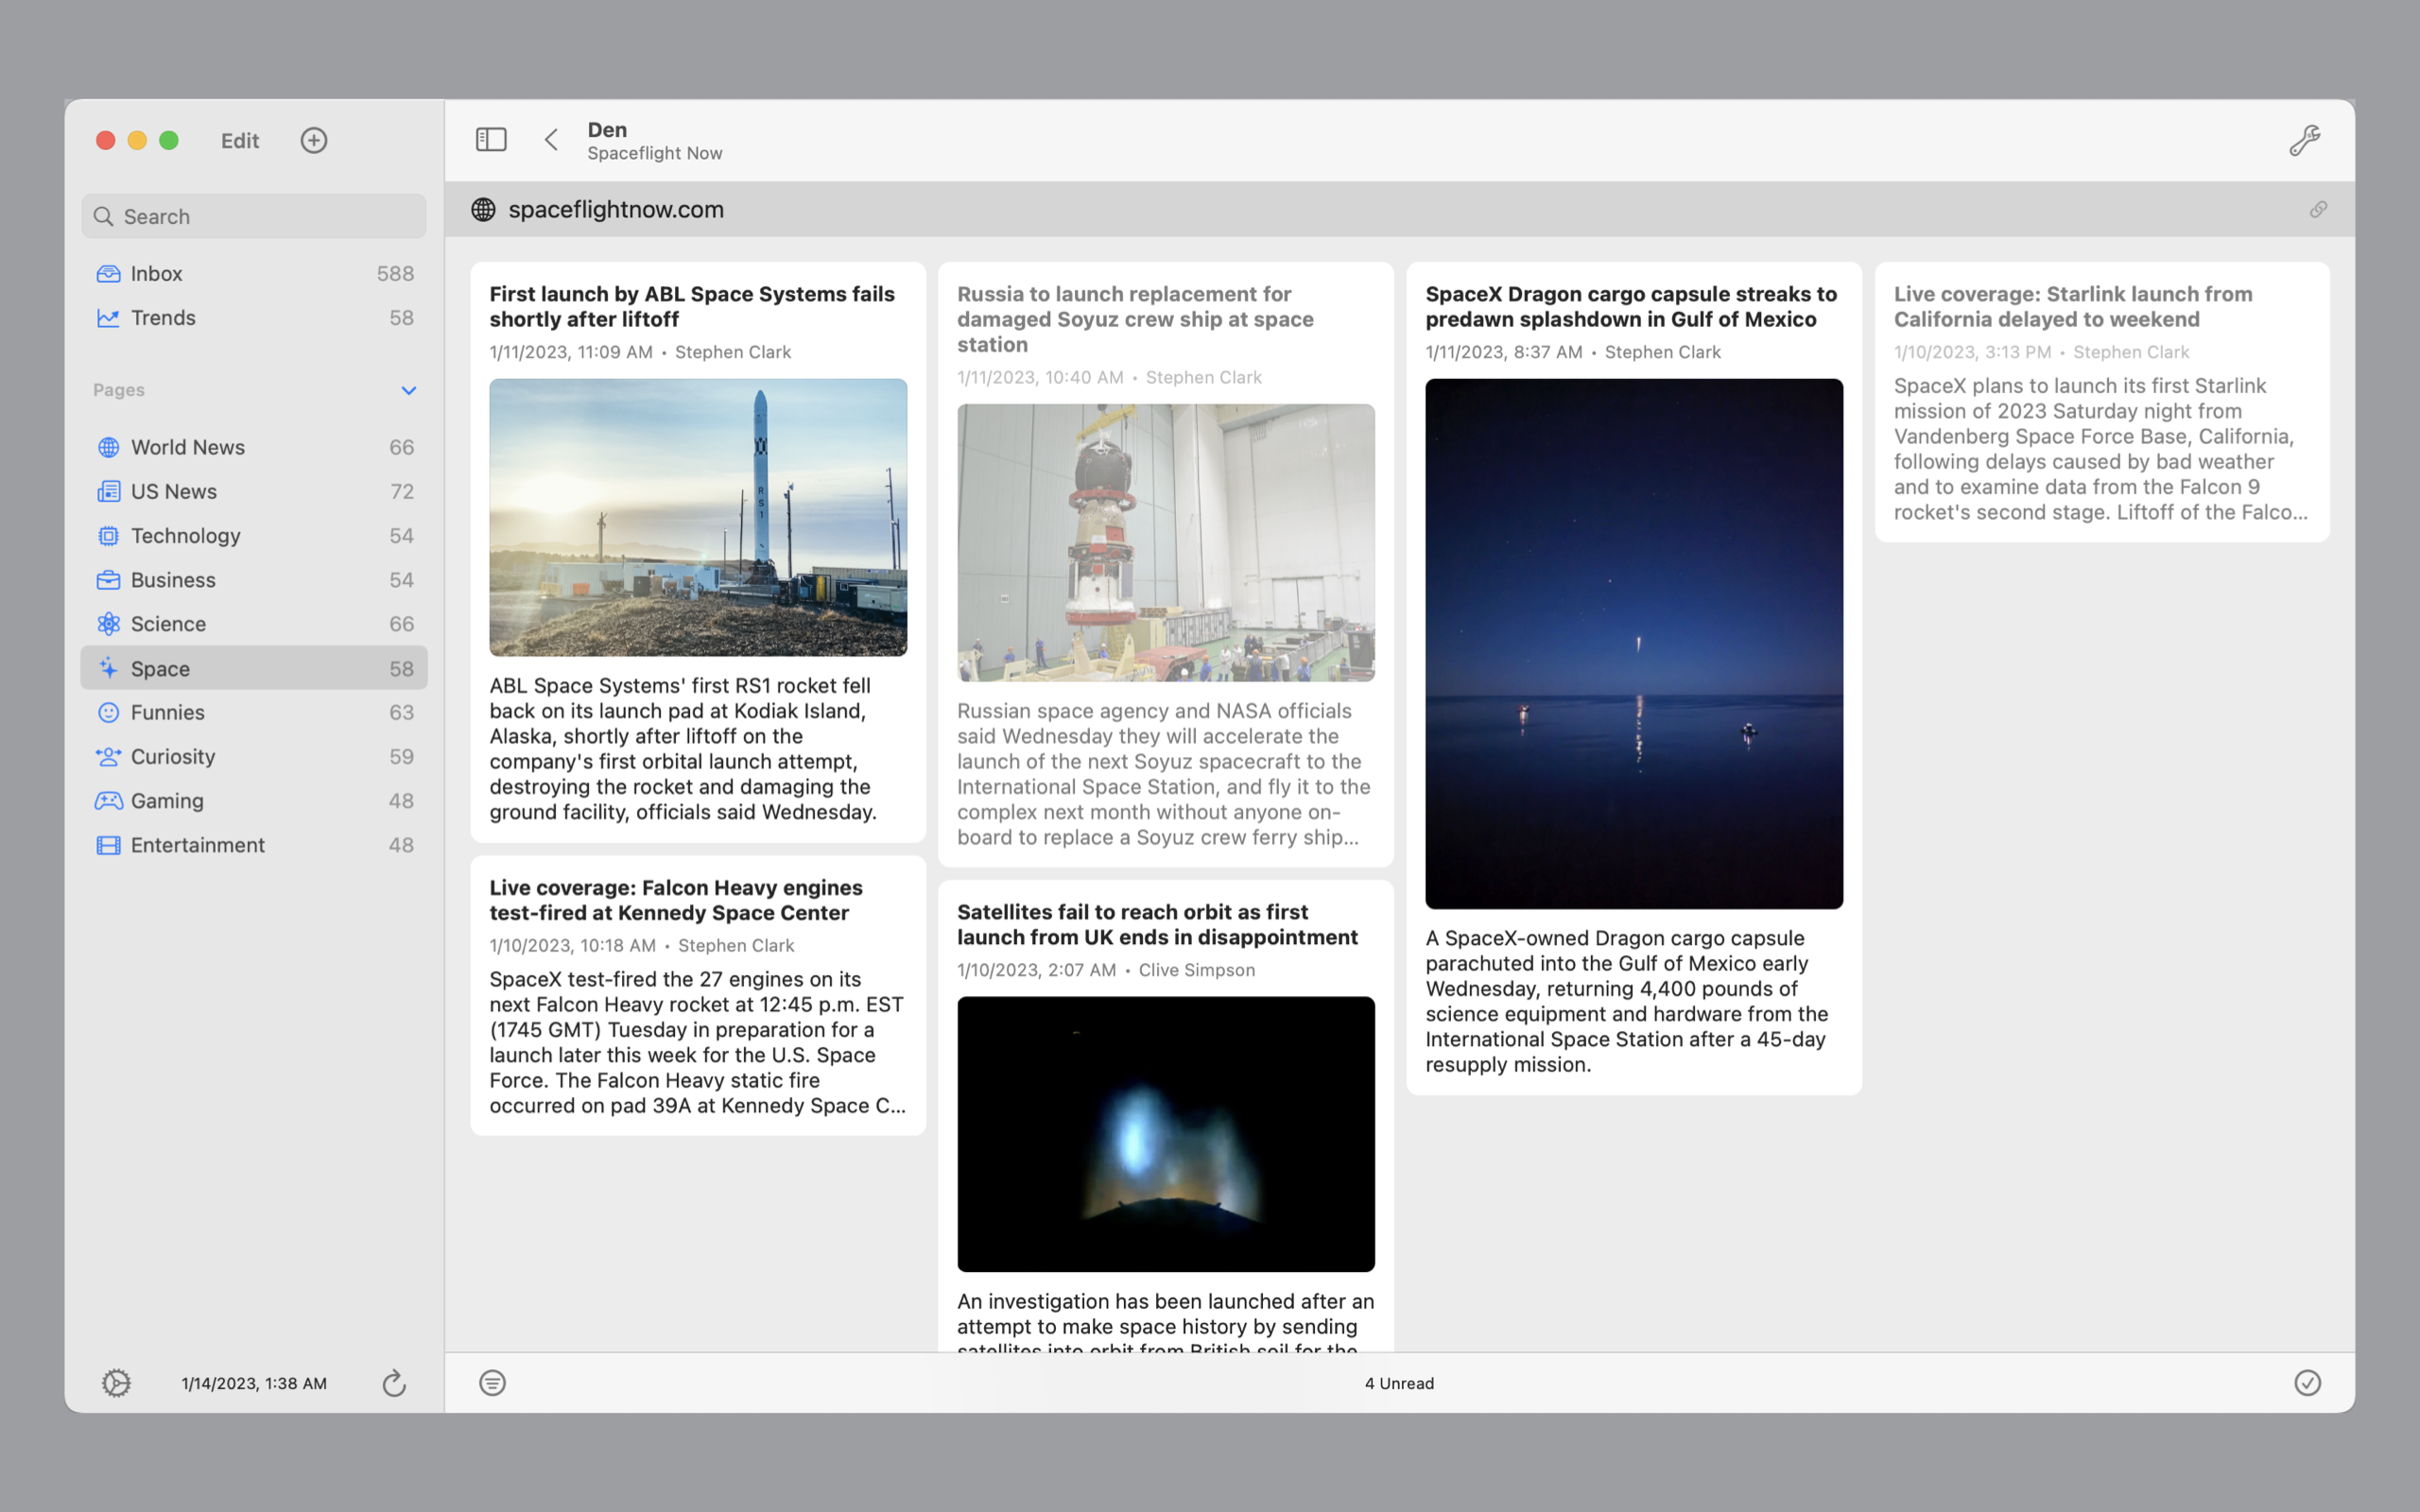 Edit
Search
Inbox 588
Trends 58
Pages
World News 66
US News 72
Technology 54
Business 54
Science 66
Space 58
Funnies 63
Curiosity 59
Gaming 48
Entertainment 48
1/14/2023, 1:38 AM
Den
Spaceflight Now
spaceflightnow.com
First launch by ABL Space Systems fails
shortly after liftoff
1/11/2023, 11:09 AM • Stephen Clark
R
S
1
ABL Space Systems' first RS1 rocket fell
back on its launch pad at Kodiak Island,
Alaska, shortly after liftoff on the
company's first orbital launch attempt,
destroying the rocket and damaging the
ground facility, officials said Wednesday.
Live coverage: Falcon Heavy engines
test-fired at Kennedy Space Center
1/10/2023, 10:18 AM • Stephen Clark
SpaceX test-fired the 27 engines on its
next Falcon Heavy rocket at 12:45 p.m. EST
(1745 GMT) Tuesday in preparation for a
launch later this week for the U.S. Space
Force. The Falcon Heavy static fire
occurred on pad 39A at Kennedy Space C...
Russia to launch replacement for
damaged Soyuz crew ship at space
station
1/11/2023, 10:40 AM • Stephen Clark
Russian space agency and NASA officials
said Wednesday they will accelerate the
launch of the next Soyuz spacecraft to the
International Space Station, and fly it to the
complex next month without anyone on-
board to replace a Soyuz crew ferry ship...
Satellites fail to reach orbit as first
launch from UK ends in disappointment
1/10/2023, 2:07 AM • Clive Simpson
An investigation has been launched after an
attempt to make space history by sending
satellites into orbit from British soil for the
SpaceX Dragon cargo capsule streaks to
predawn splashdown in Gulf of Mexico
1/11/2023, 8:37 AM • Stephen Clark
A SpaceX-owned Dragon cargo capsule
parachuted into the Gulf of Mexico early
Wednesday, returning 4,400 pounds of
science equipment and hardware from the
International Space Station after a 45-day
resupply mission.
Live coverage: Starlink launch from
California delayed to weekend
1/10/2023, 3:13 PM • Stephen Clark
SpaceX plans to launch its first Starlink
mission of 2023 Saturday night from
Vandenberg Space Force Base, California,
following delays caused by bad weather
and to examine data from the Falcon 9
rocket's second stage. Liftoff of the Falco...
4 Unread